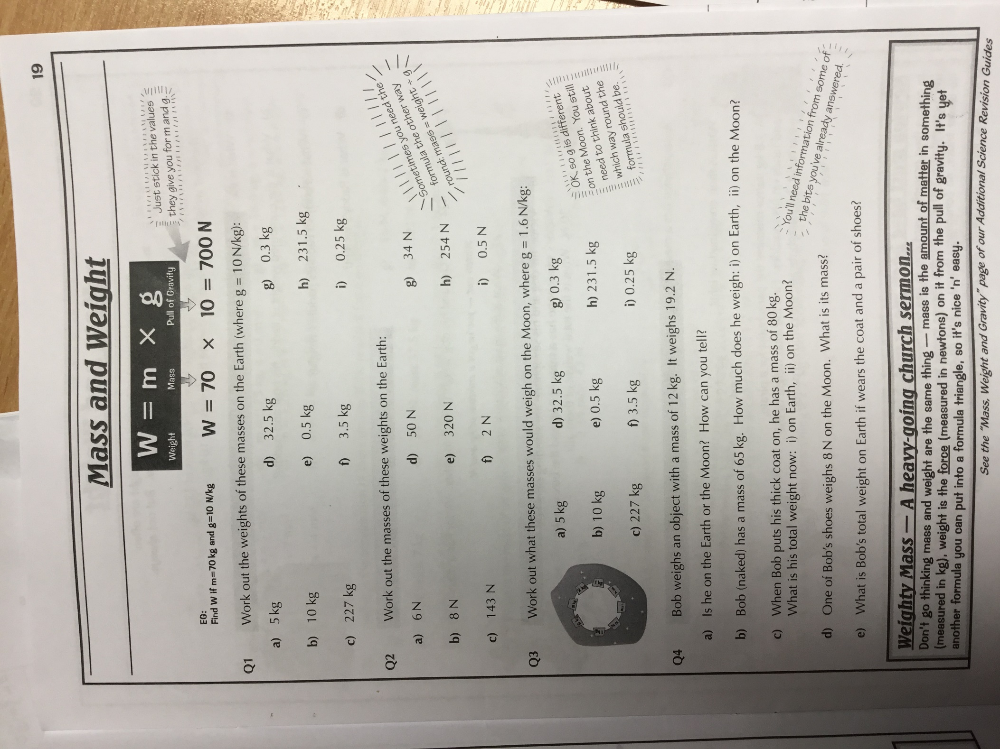 19
Mass and Weight
W = m × g
Weight Mass Pull of Gravity
Just stick in the values
they give you for m and g.
EG:
Find W if m=70 kg and g=10 N/kg
W = 70 × 10 = 700 N
Q1 Work out the weights of these masses on the Earth (where g = 10 N/kg):
a) 5 kg d) 32.5 kg g) 0.3 kg
b) 10 kg e) 0.5 kg h) 231.5 kg
c) 227 kg f) 3.5 kg i) 0.25 kg
Q2 Work out the masses of these weights on the Earth:
Sometimes you need the
formula the other way
round: mass = weight ÷ g
a) 6 N d) 50 N g) 34 N
b) 8 N e) 320 N h) 254 N
c) 143 N f) 2 N i) 0.5 N
Q3 Work out what these masses would weigh on the Moon, where g = 1.6 N/kg:
a) 5 kg d) 32.5 kg g) 0.3 kg
b) 10 kg e) 0.5 kg h) 231.5 kg
c) 227 kg f) 3.5 kg i) 0.25 kg
OK, so g is different
on the Moon. You still
need to think about
which way round the
formula should be.
Q4 Bob weighs an object with a mass of 12 kg. It weighs 19.2 N.
a) Is he on the Earth or the Moon? How can you tell?
b) Bob (naked) has a mass of 65 kg. How much does he weigh: i) on Earth, ii) on the Moon?
c) When Bob puts his thick coat on, he has a mass of 80 kg.
What is his total weight now: i) on Earth, ii) on the Moon?
You'll need information from some of
the bits you've already answered.
d) One of Bob's shoes weighs 8 N on the Moon. What is its mass?
e) What is Bob's total weight on Earth if wears the coat and a pair of shoes?
Weighty Mass — A heavy-going church sermon...
Don't go thinking mass and weight are the same thing — mass is the amount of matter in something
(measured in kg), weight is the force (measured in newtons) on it from the pull of gravity. It's yet
another formula you can put into a formula triangle, so it's nice 'n' easy.
See the "Mass, Weight and Gravity" page of our Additional Science Revision Guides